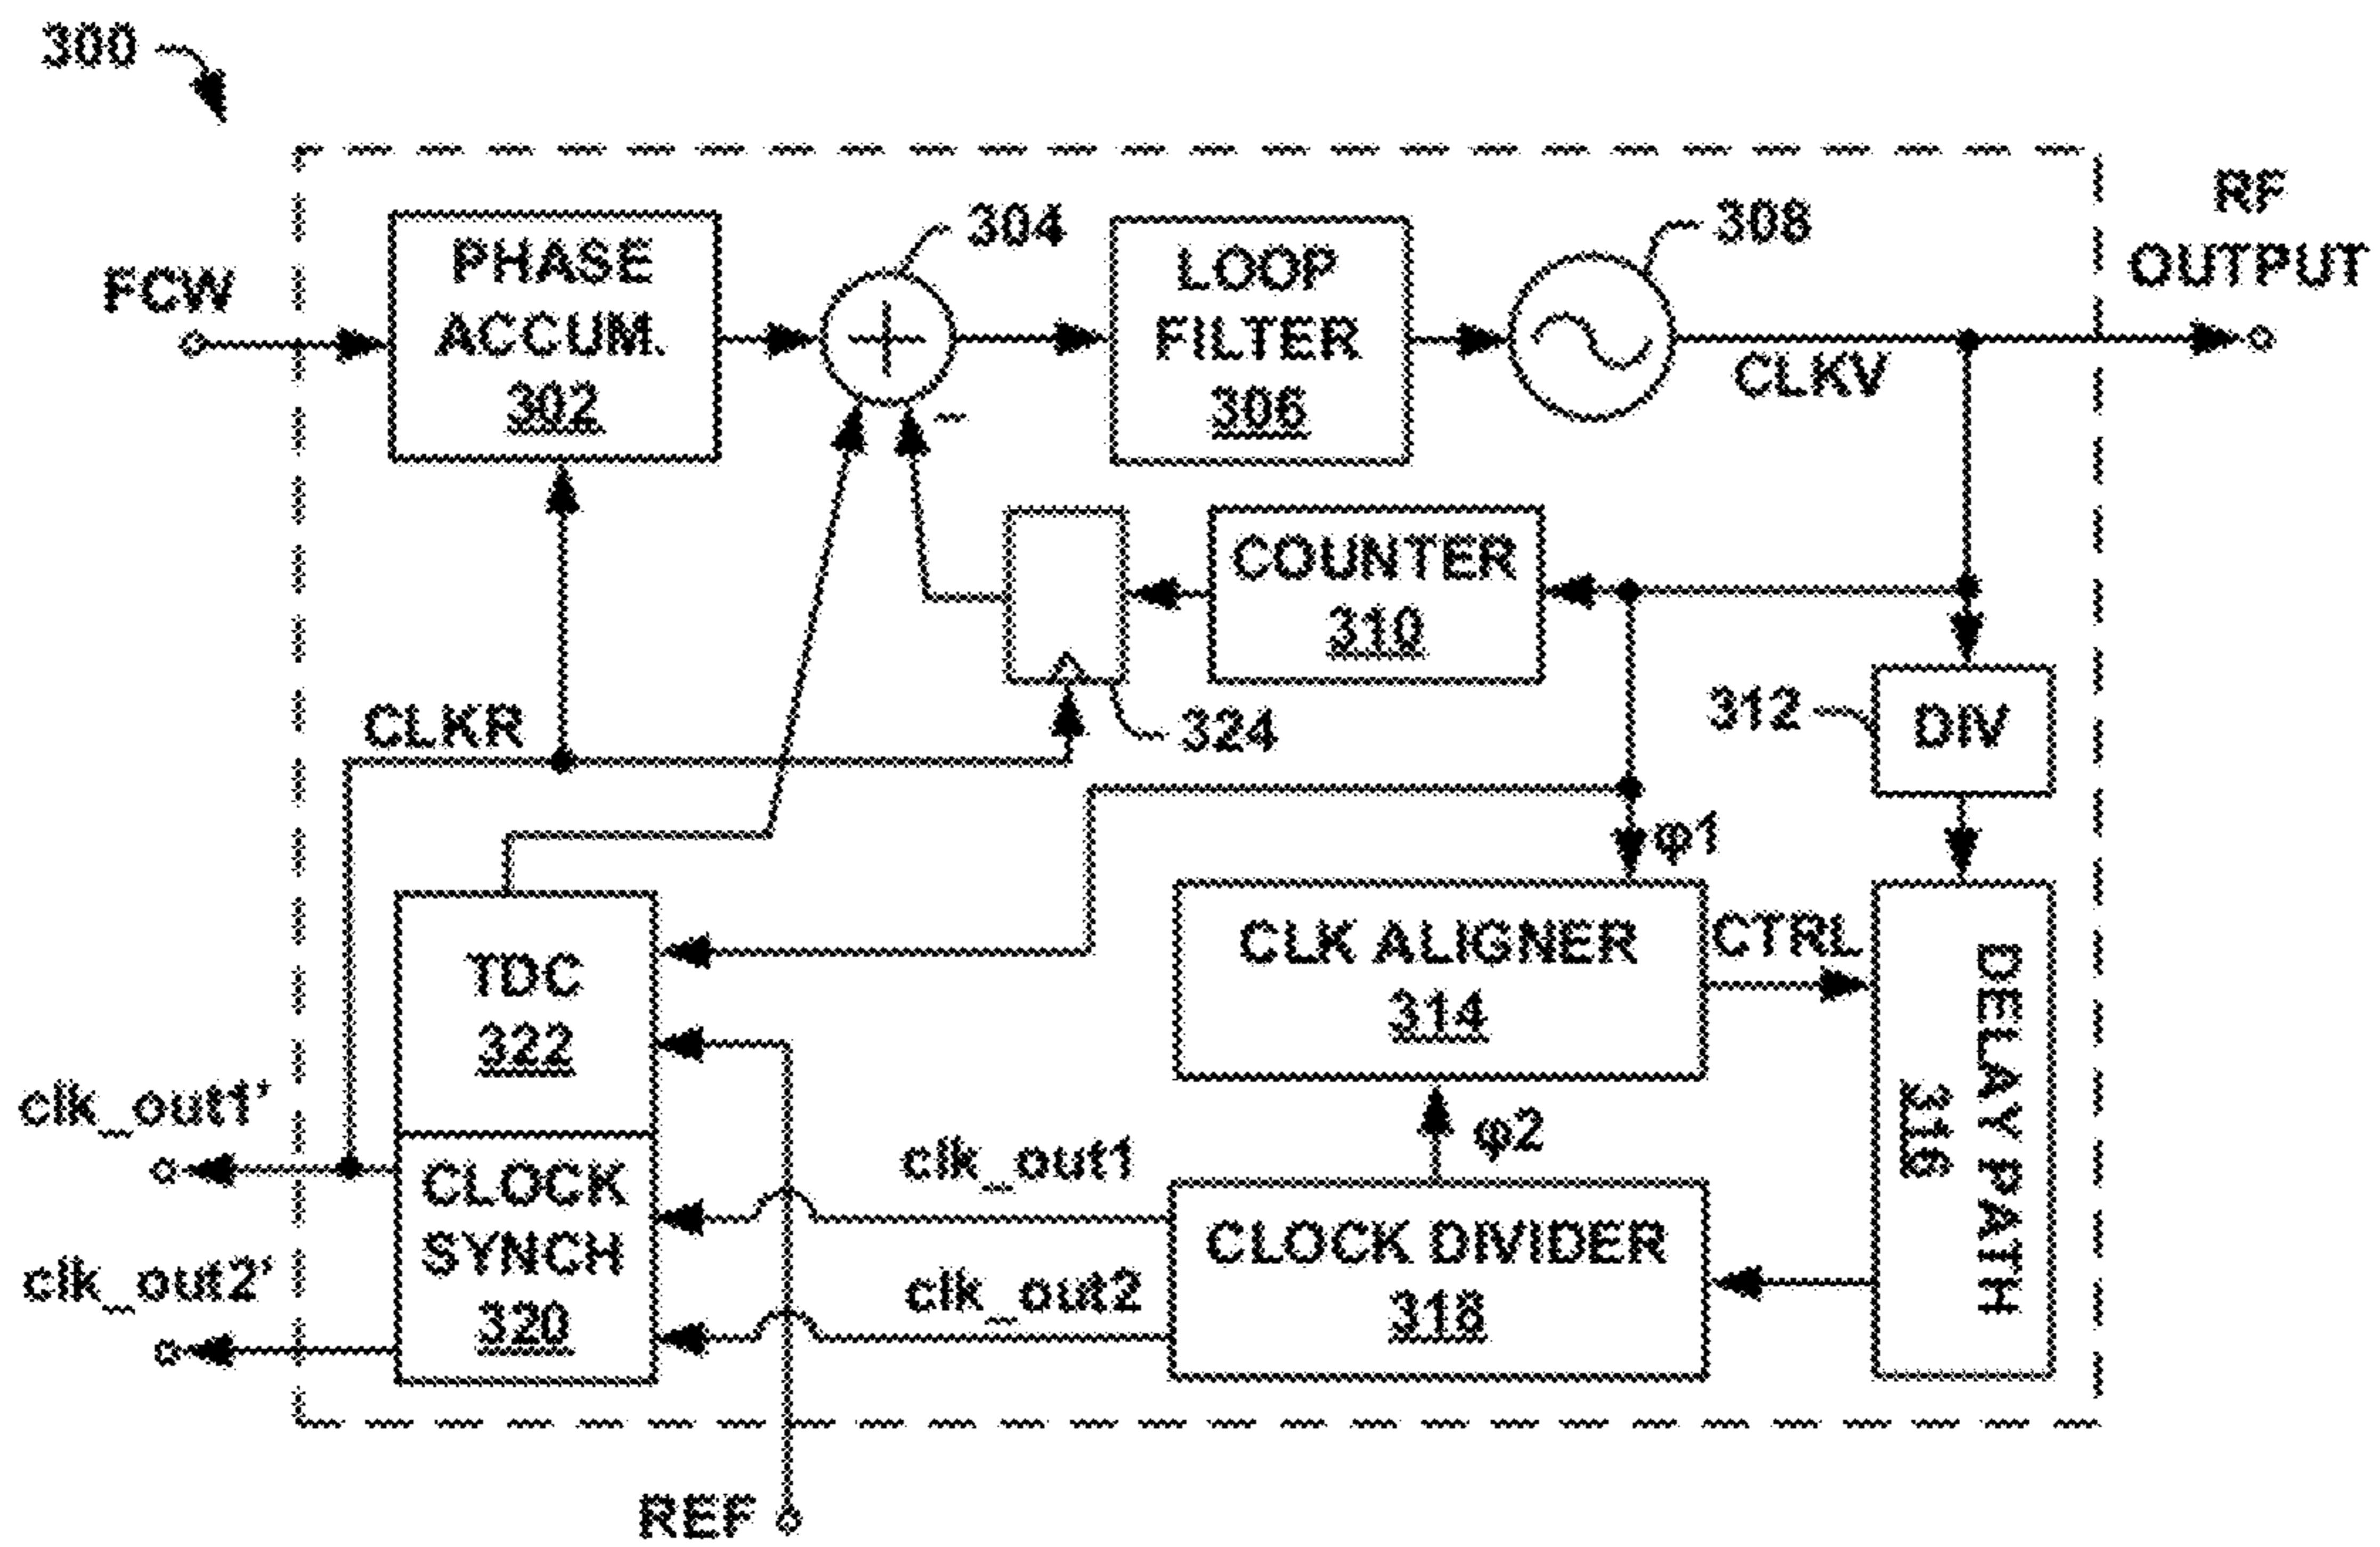 300
RF
OUTPUT
FCW
PHASE
ACCUM.
302
304
-
LOOP
FILTER
306
308
CLKV
COUNTER
310
324
312
DIV
CLKR
φ1
TDC
322
CLK ALIGNER
314
CTRL
DELAY PATH
316
clk_out1’
clk_out2’
CLOCK
SYNCH
320
clk_out1
clk_out2
φ2
CLOCK DIVIDER
318
REF